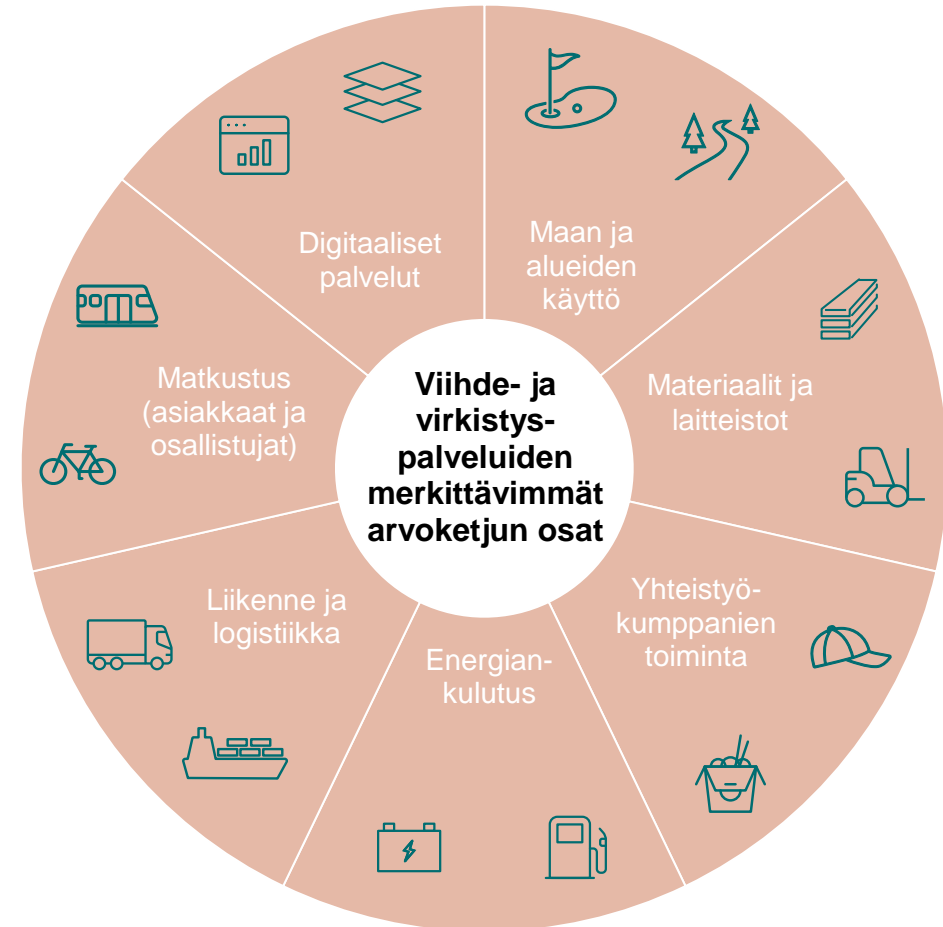 Digitaaliset
palvelut
Maan ja
alueiden
käyttö
Matkustus
(asiakkaat ja
osallistujat)
Viihde- ja
virkistys-
palveluiden
merkittävimmät
arvoketjun osat
Materiaalit ja
laitteistot
Liikenne ja
logistiikka
Energian-
kulutus
Yhteistyö-
kumppanien
toiminta